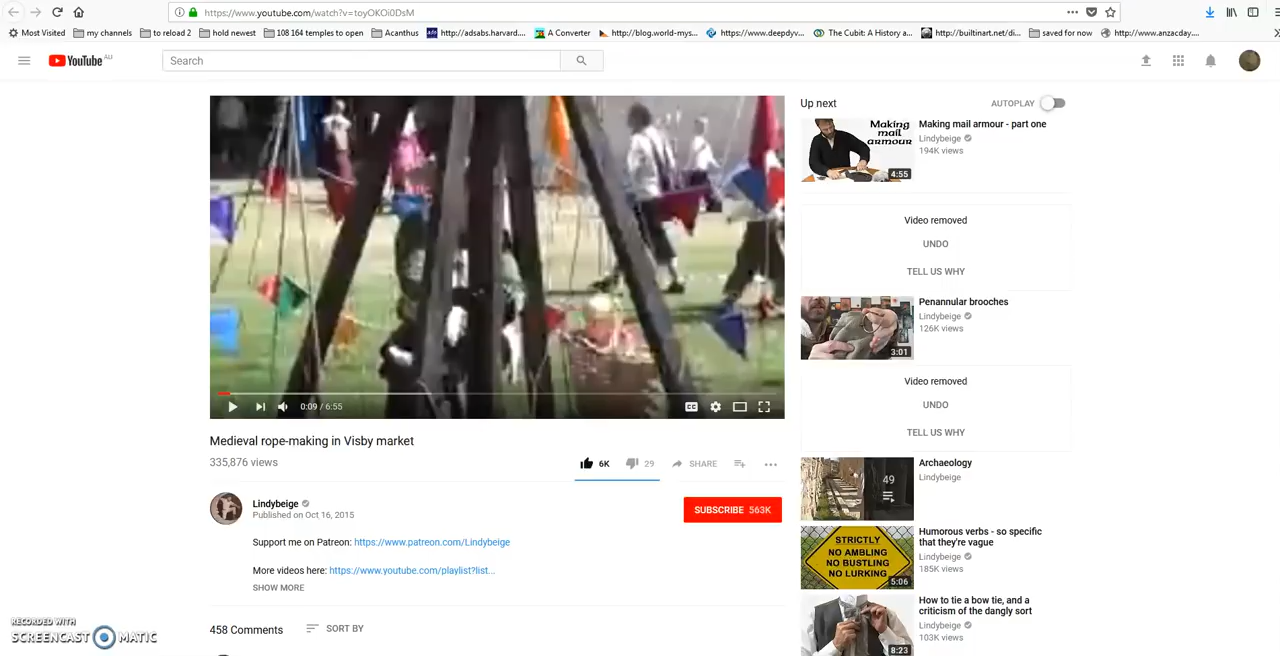 https://www.youtube.com/watch?v=toyOKOi0DsM
Most Visited my channels to reload 2 hold newest 108 164 temples to open Acanthus http://adsabs.harvard.... A Converter http://blog.world-mys... https://www.deepdyv... The Cubit: A History a... http://builtinart.net/di... saved for now http://www.anzacday....
YouTube AU
Search
Up next
AUTOPLAY
Making mail armour
4:55
Making mail armour - part one
Lindybeige
194K views
Video removed
UNDO
TELL US WHY
3:01
Penannular brooches
Lindybeige
126K views
Video removed
UNDO
TELL US WHY
0:09 / 6:55
CC
Medieval rope-making in Visby market
335,876 views
6K 29 SHARE
Lindybeige
Published on Oct 16, 2015
SUBSCRIBE 563K
Support me on Patreon: https://www.patreon.com/Lindybeige
More videos here: https://www.youtube.com/playlist?list...
SHOW MORE
458 Comments SORT BY
49
Archaeology
Lindybeige
STRICTLY
NO AMBLING
NO BUSTLING
NO LURKING
5:06
Humorous verbs - so specific
that they're vague
Lindybeige
185K views
8:23
How to tie a bow tie, and a
criticism of the dangly sort
Lindybeige
103K views
RECORDED WITH
SCREENCAST MATIC